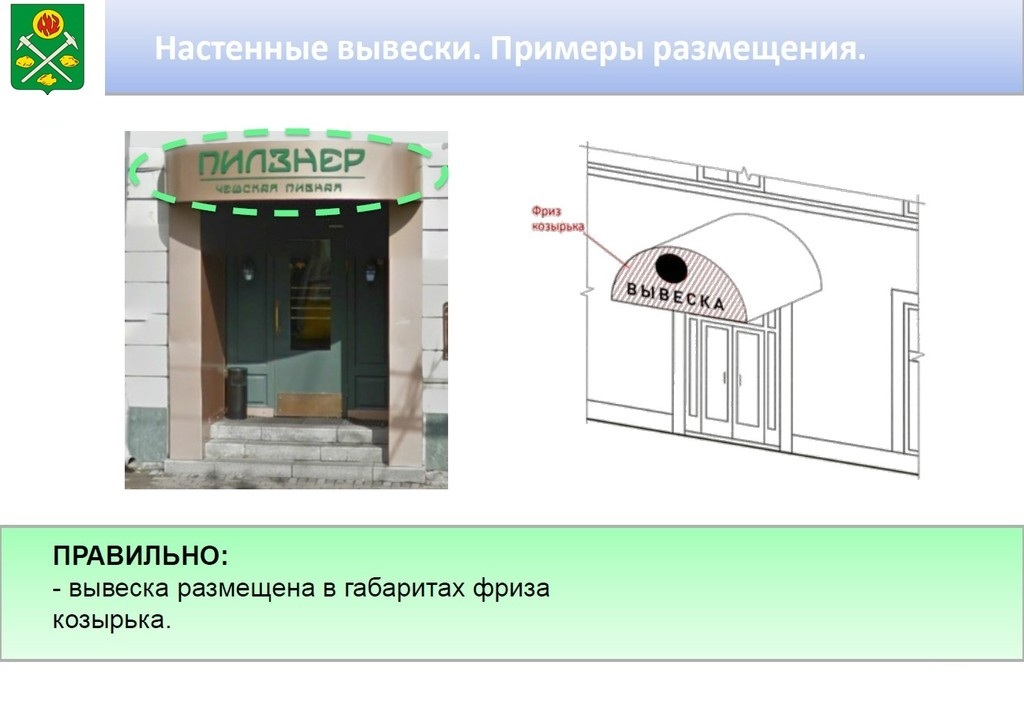 Настенные вывески. Примеры размещения.
ПИЛЗНЕР
ЧЕШСКАЯ ПИВНАЯ
Фриз
козырька
ВЫВЕСКА
ПРАВИЛЬНО:
- вывеска размещена в габаритах фриза
козырька.